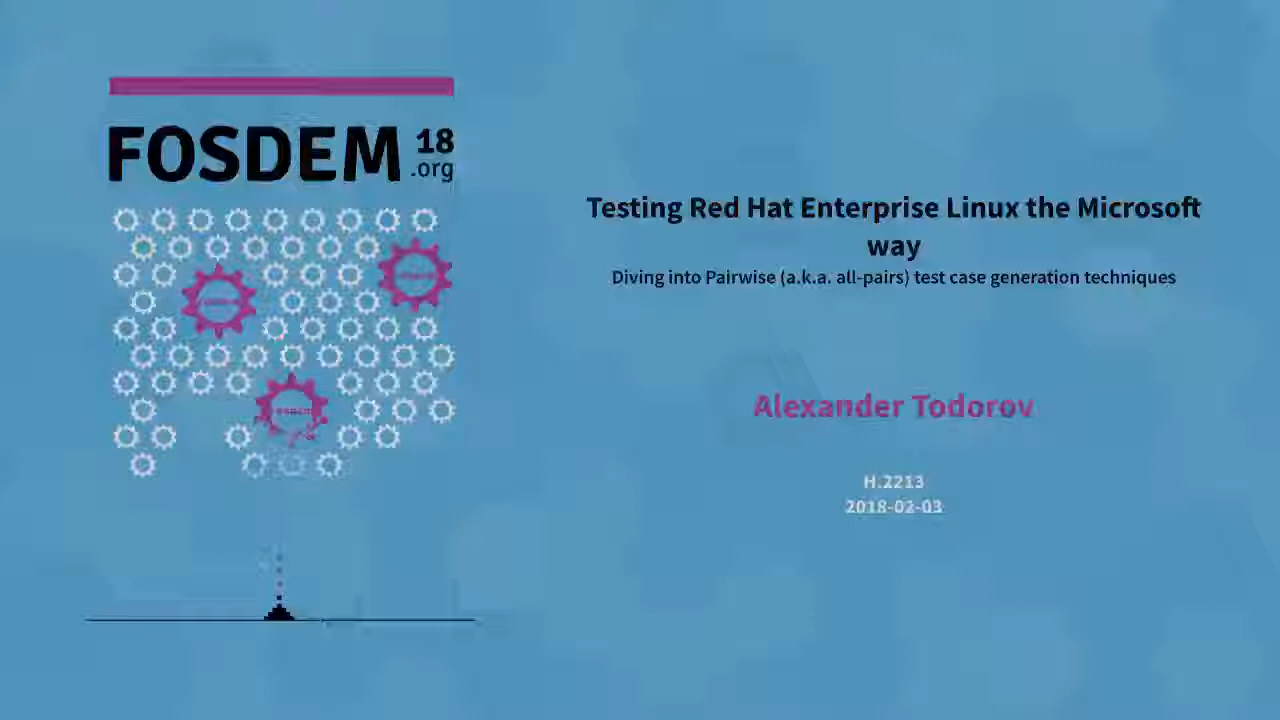 FOSDEM 18
.org
Testing Red Hat Enterprise Linux the Microsoft
way
Diving into Pairwise (a.k.a. all-pairs) test case generation techniques
Alexander Todorov
H.2213
2018-02-03